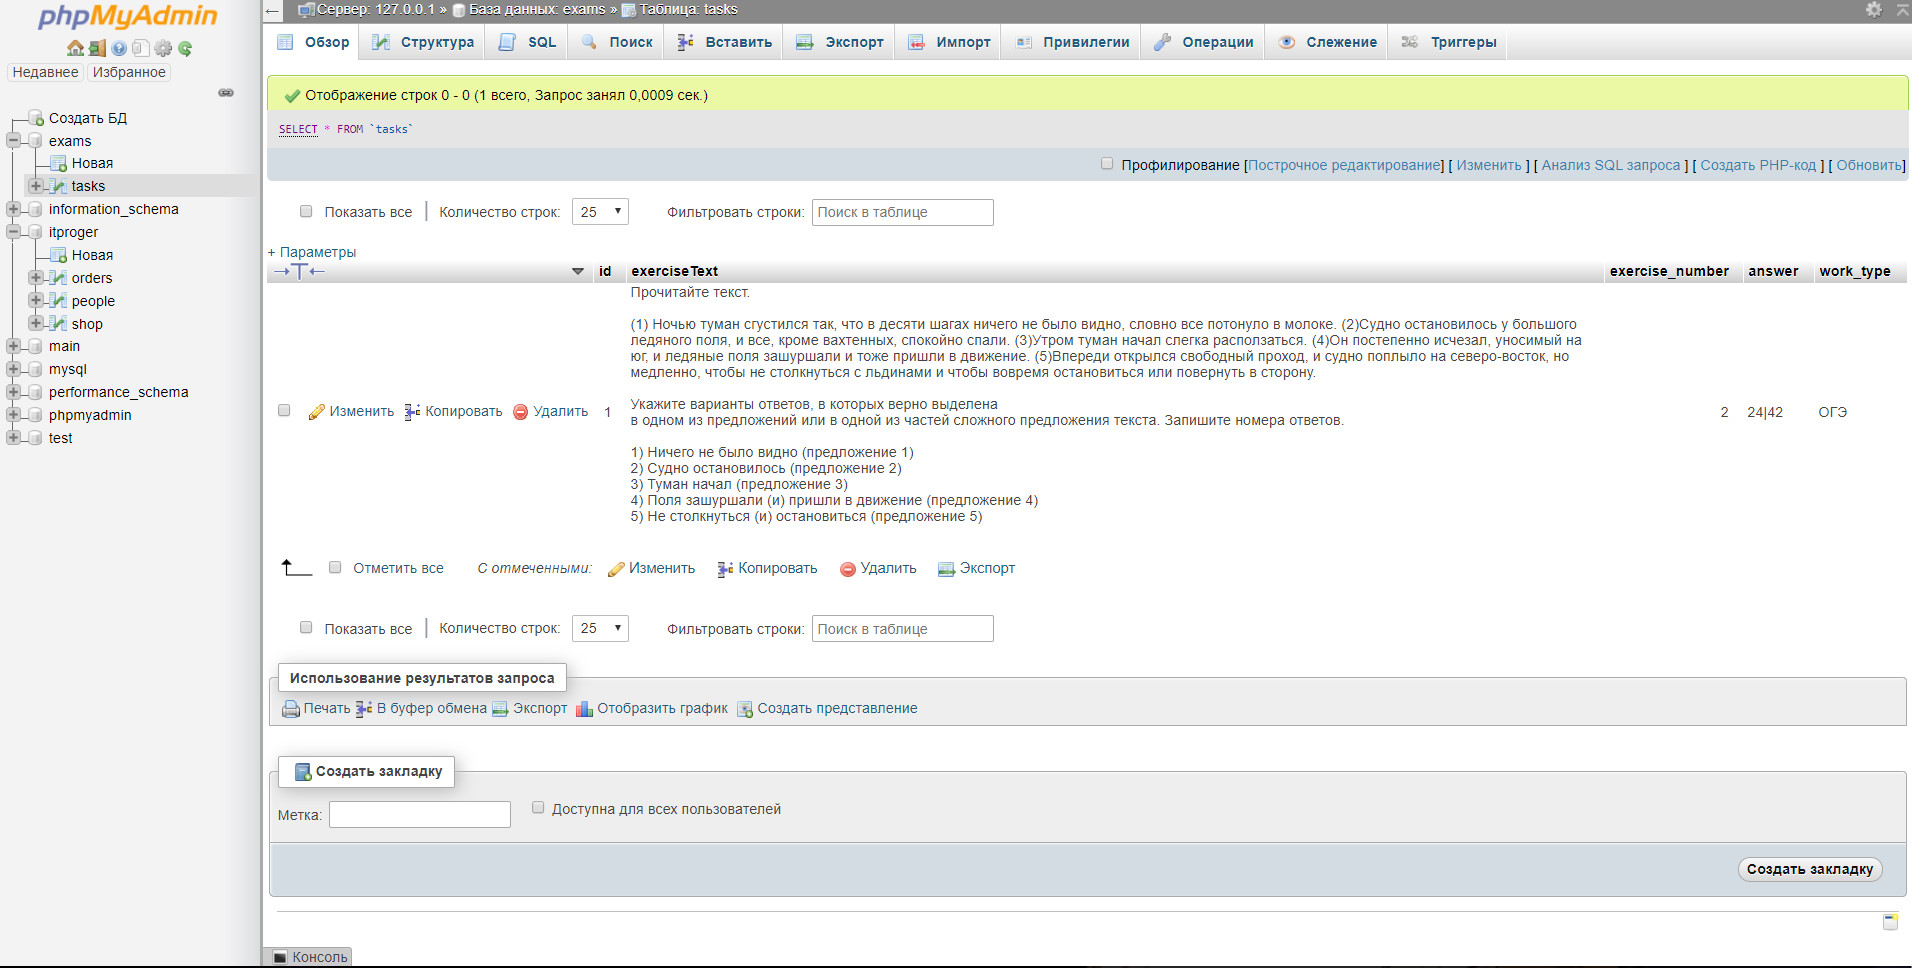 phpMyAdmin
Недавнее Избранное
Создать БД
exams
Новая
tasks
information_schema
itproger
Новая
orders
people
shop
main
mysql
performance_schema
phpmyadmin
test
Сервер: 127.0.0.1 » База данных: exams » Таблица: tasks
Обзор Структура SQL Поиск Вставить Экспорт Импорт Привилегии Операции Слежение Триггеры
Отображение строк 0 - 0 (1 всего, Запрос занял 0,0009 сек.)
SELECT * FROM `tasks`
Профилирование [Построчное редактирование] [ Изменить ] [ Анализ SQL запроса ] [ Создать PHP-код ] [ Обновить]
Показать все | Количество строк: 25 Фильтровать строки: Поиск в таблице
+ Параметры
id exerciseText exercise_number answer work_type
Прочитайте текст.
(1) Ночью туман сгустился так, что в десяти шагах ничего не было видно, словно все потонуло в молоке. (2)Судно остановилось у большого
ледяного поля, и все, кроме вахтенных, спокойно спали. (3)Утром туман начал слегка расползаться. (4)Он постепенно исчезал, уносимый на
юг, и ледяные поля зашуршали и тоже пришли в движение. (5)Впереди открылся свободный проход, и судно поплыло на северо-восток, но
медленно, чтобы не столкнуться с льдинами и чтобы вовремя остановиться или повернуть в сторону.
Укажите варианты ответов, в которых верно выделена
в одном из предложений или в одной из частей сложного предложения текста. Запишите номера ответов.
1) Ничего не было видно (предложение 1)
2) Судно остановилось (предложение 2)
3) Туман начал (предложение 3)
4) Поля зашуршали (и) пришли в движение (предложение 4)
5) Не столкнуться (и) остановиться (предложение 5)
Изменить Копировать Удалить 1 2 24|42 ОГЭ
Отметить все С отмеченными: Изменить Копировать Удалить Экспорт
Показать все | Количество строк: 25 Фильтровать строки: Поиск в таблице
Использование результатов запроса
Печать В буфер обмена Экспорт Отобразить график Создать представление
Создать закладку
Метка: Доступна для всех пользователей
Создать закладку
Консоль